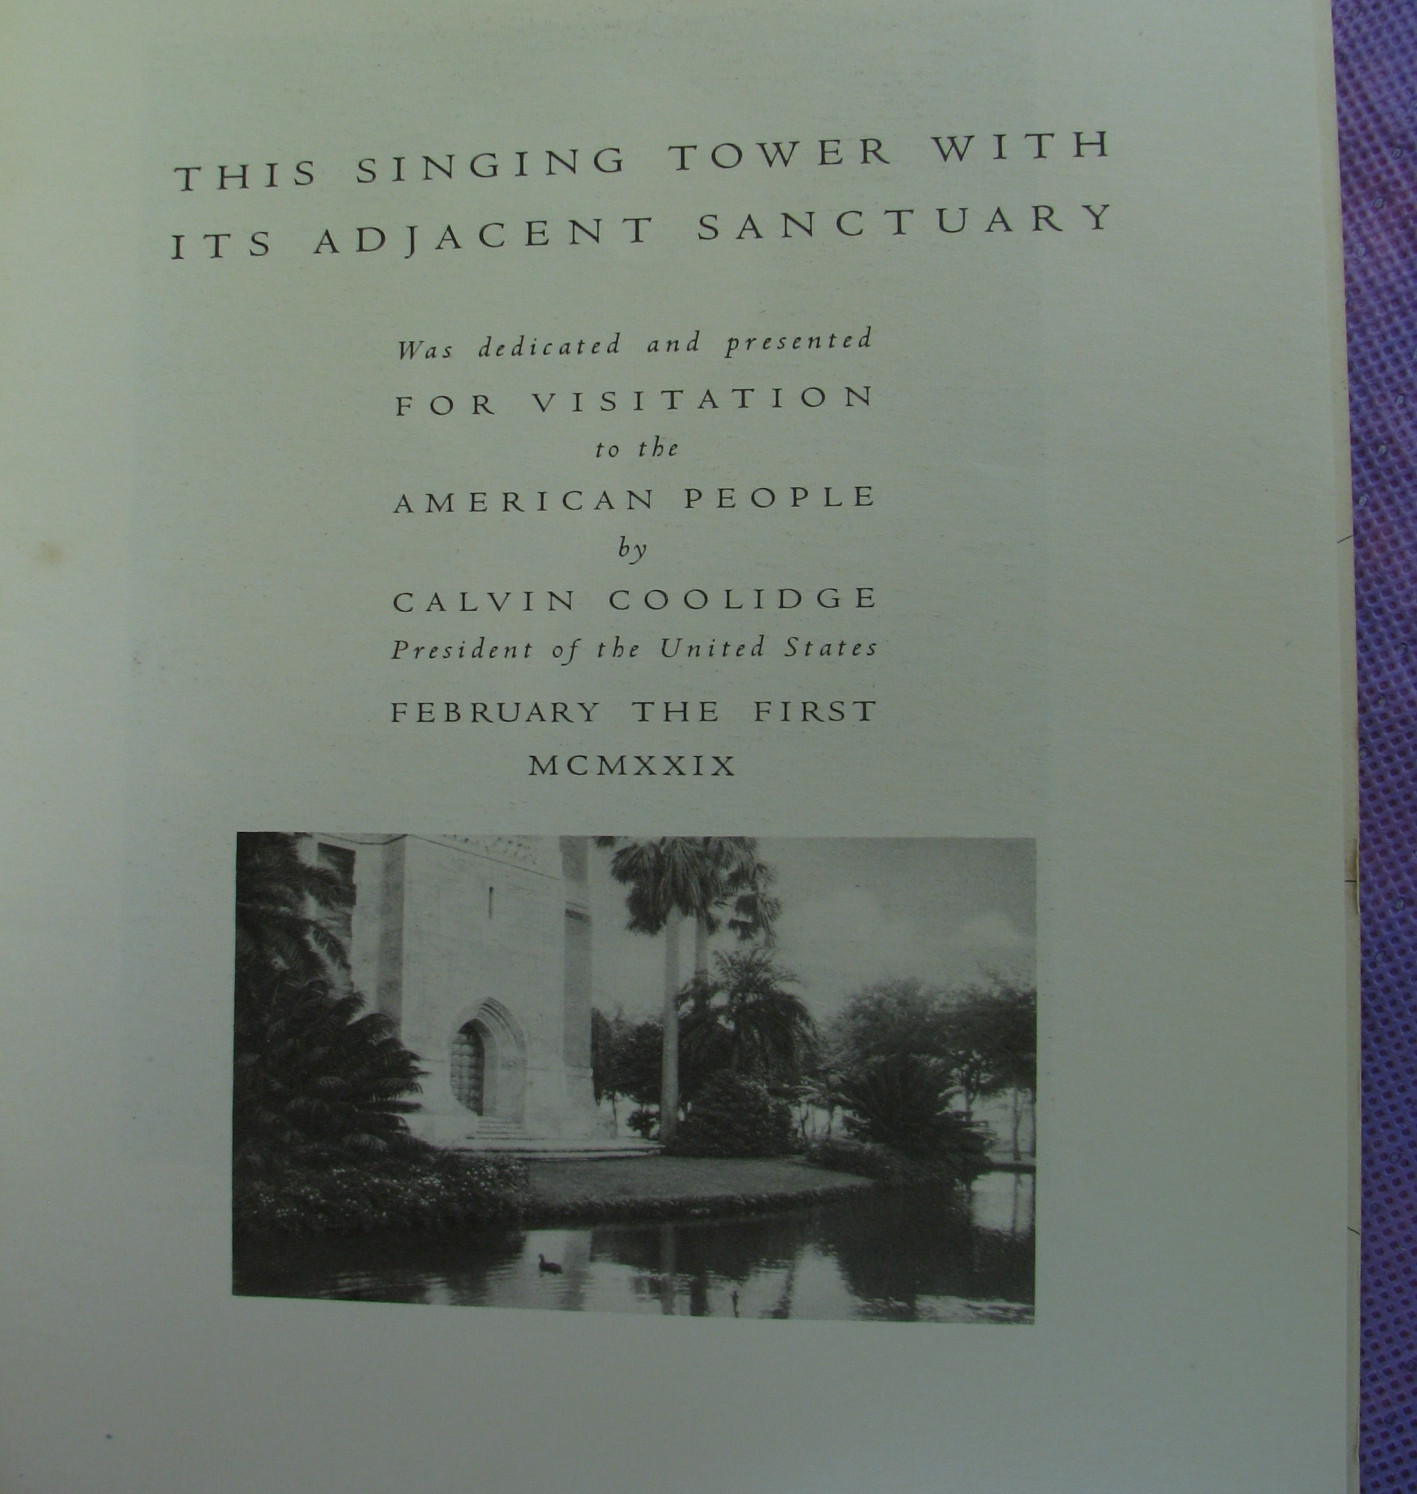 THIS SINGING TOWER WITH
ITS ADJACENT SANCTUARY
Was dedicated and presented
FOR VISITATION
to the
AMERICAN PEOPLE
by
CALVIN COOLIDGE
President of the United States
FEBRUARY THE FIRST
MCMXXIX